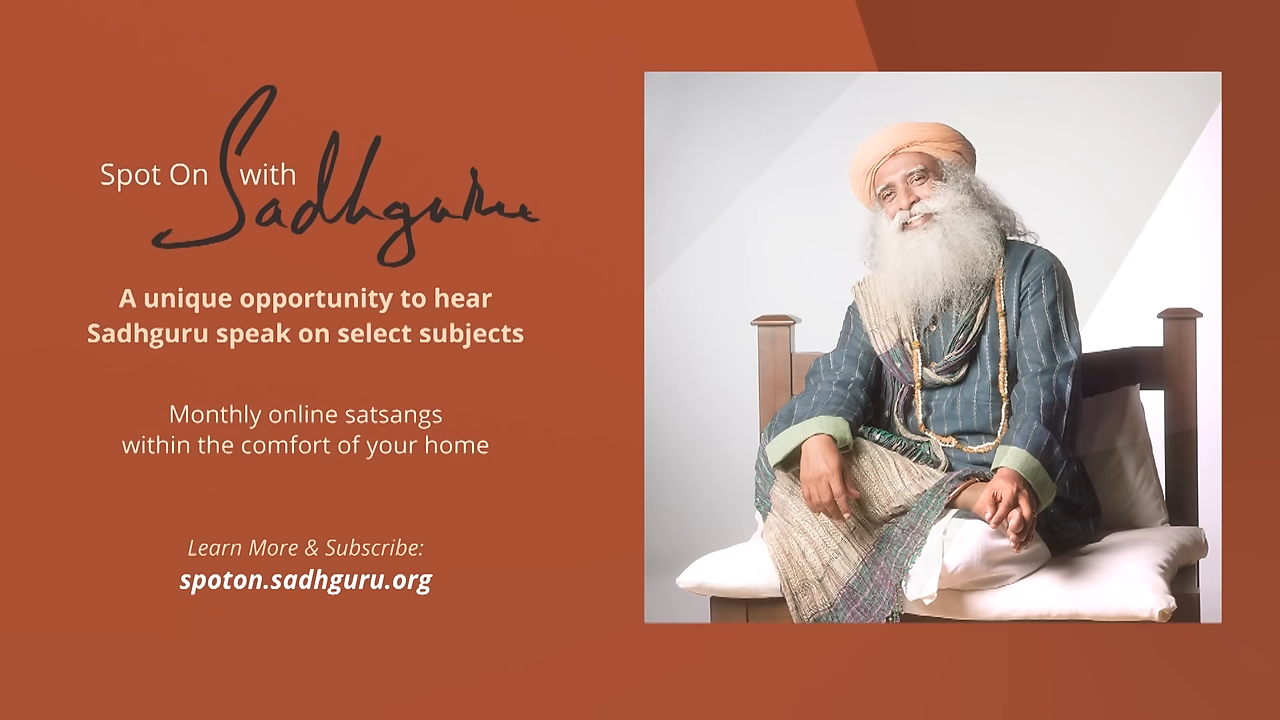 Spot On with
Sadhguru
A unique opportunity to hear
Sadhguru speak on select subjects
Monthly online satsangs
within the comfort of your home
Learn More & Subscribe:
spoton.sadhguru.org